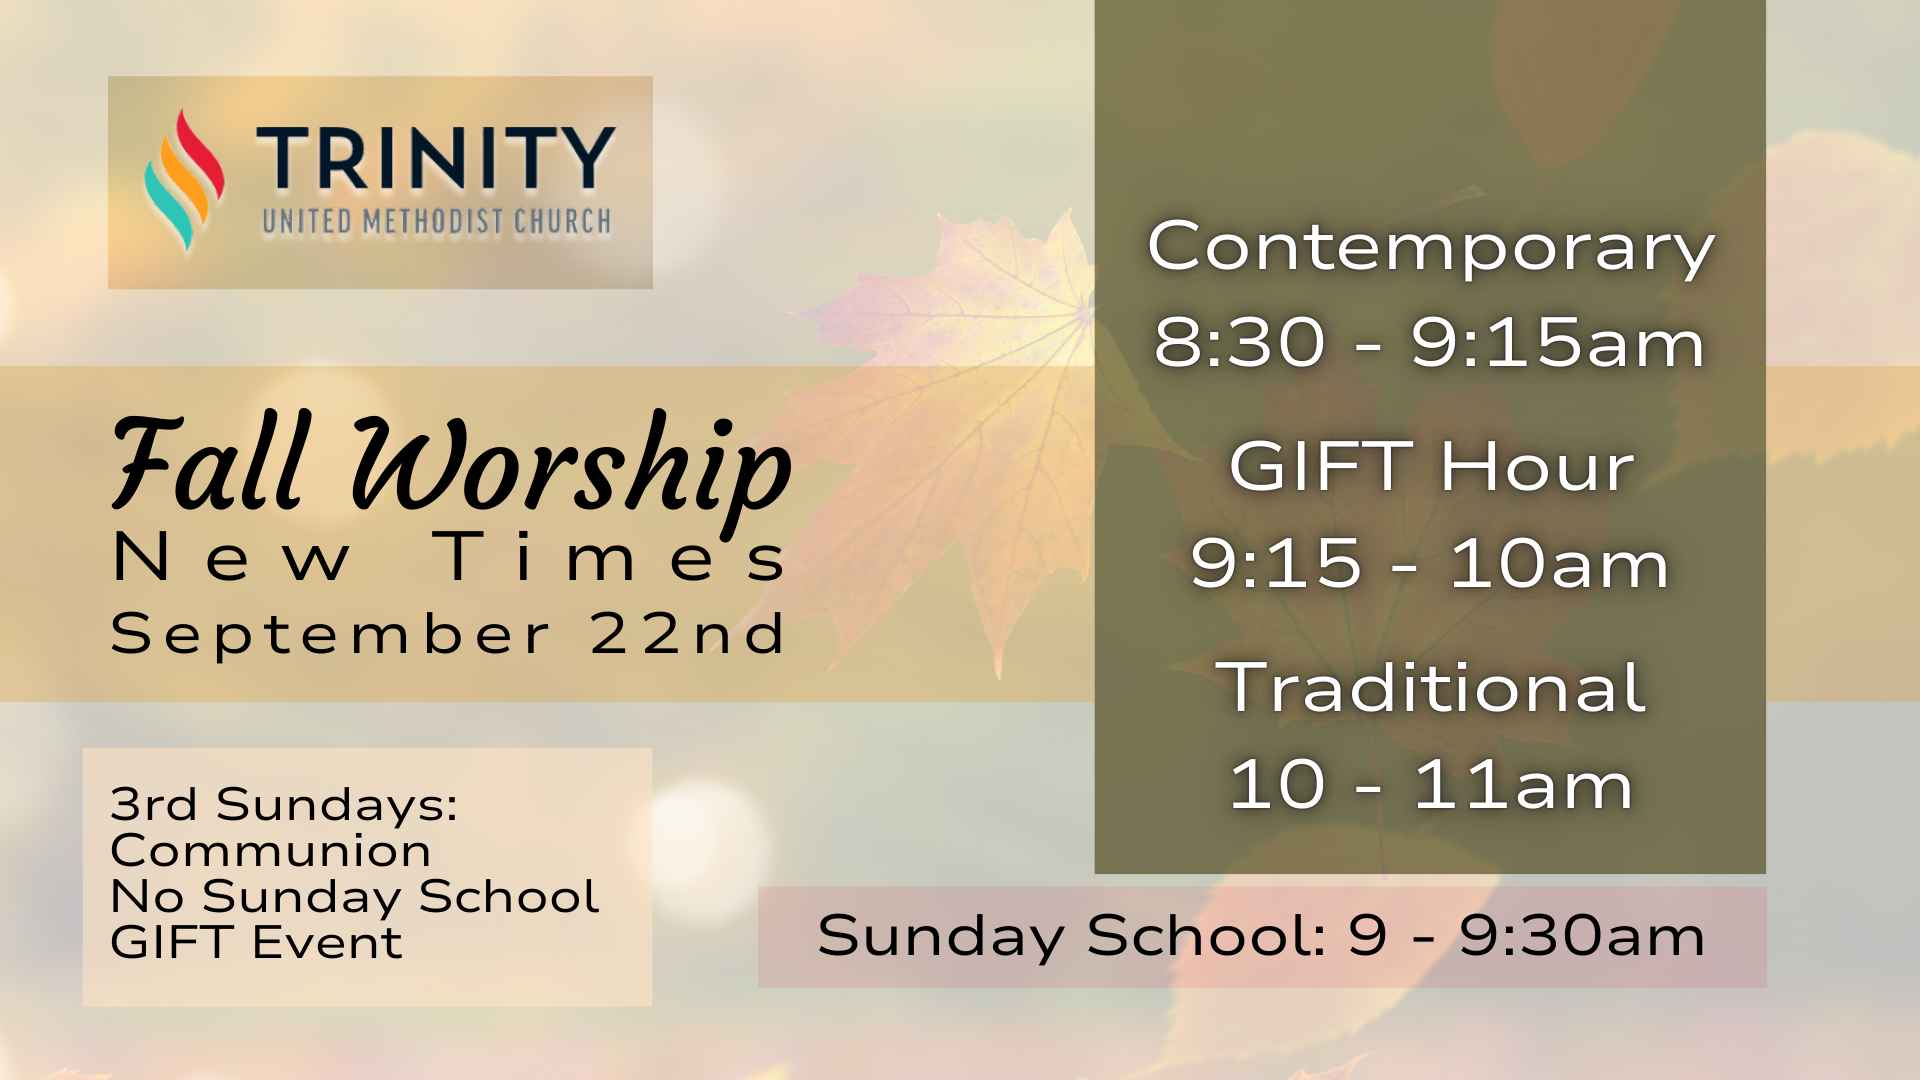 TRINITY
UNITED METHODIST CHURCH
Fall Worship
New Times
September 22nd
3rd Sundays:
Communion
No Sunday School
GIFT Event
Contemporary
8:30 - 9:15am
GIFT Hour
9:15 - 10am
Traditional
10 - 11am
Sunday School: 9 - 9:30am